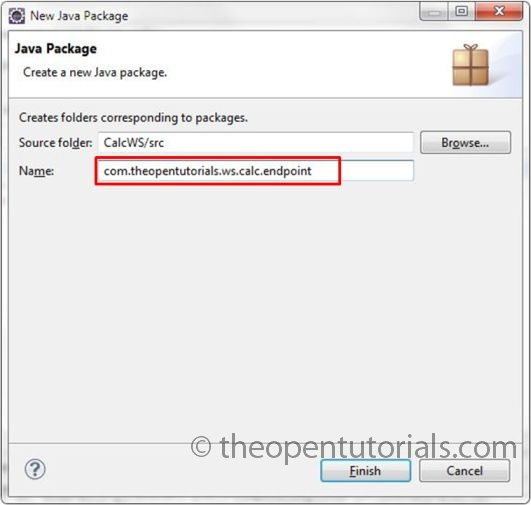 New Java Package
Java Package
Create a new Java package.
Creates folders corresponding to packages.
Source folder: CalcWS/src Browse...
Name: com.theopentutorials.ws.calc.endpoint
© theopentutorials.com
? Finish Cancel